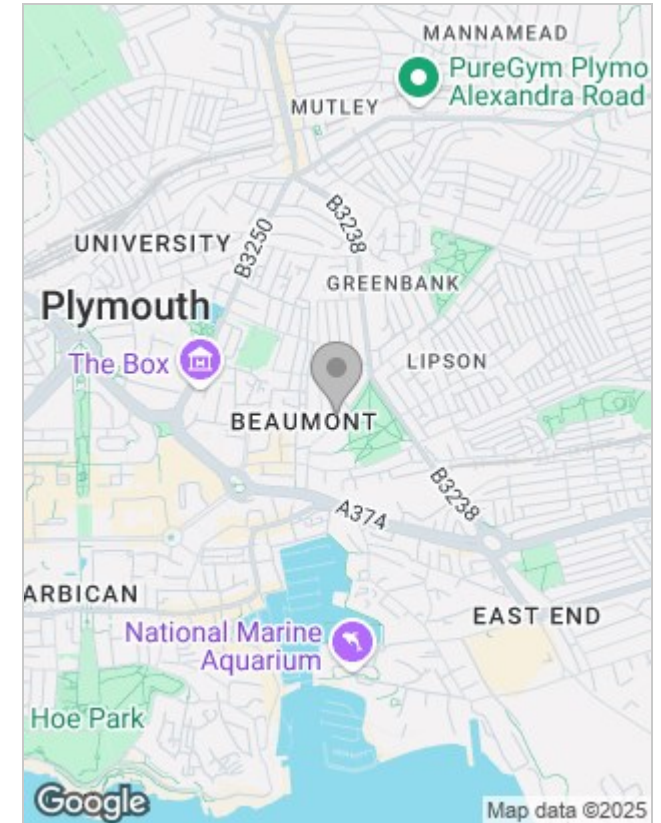 MANNAMEAD
PureGym Plymo
Alexandra Road
MUTLEY
B3250
B3238
UNIVERSITY
GREENBANK
Plymouth
The Box
LIPSON
BEAUMONT
B3238
A374
ARBICAN
EAST END
National Marine
Aquarium
Hoe Park
Google
Map data ©2025